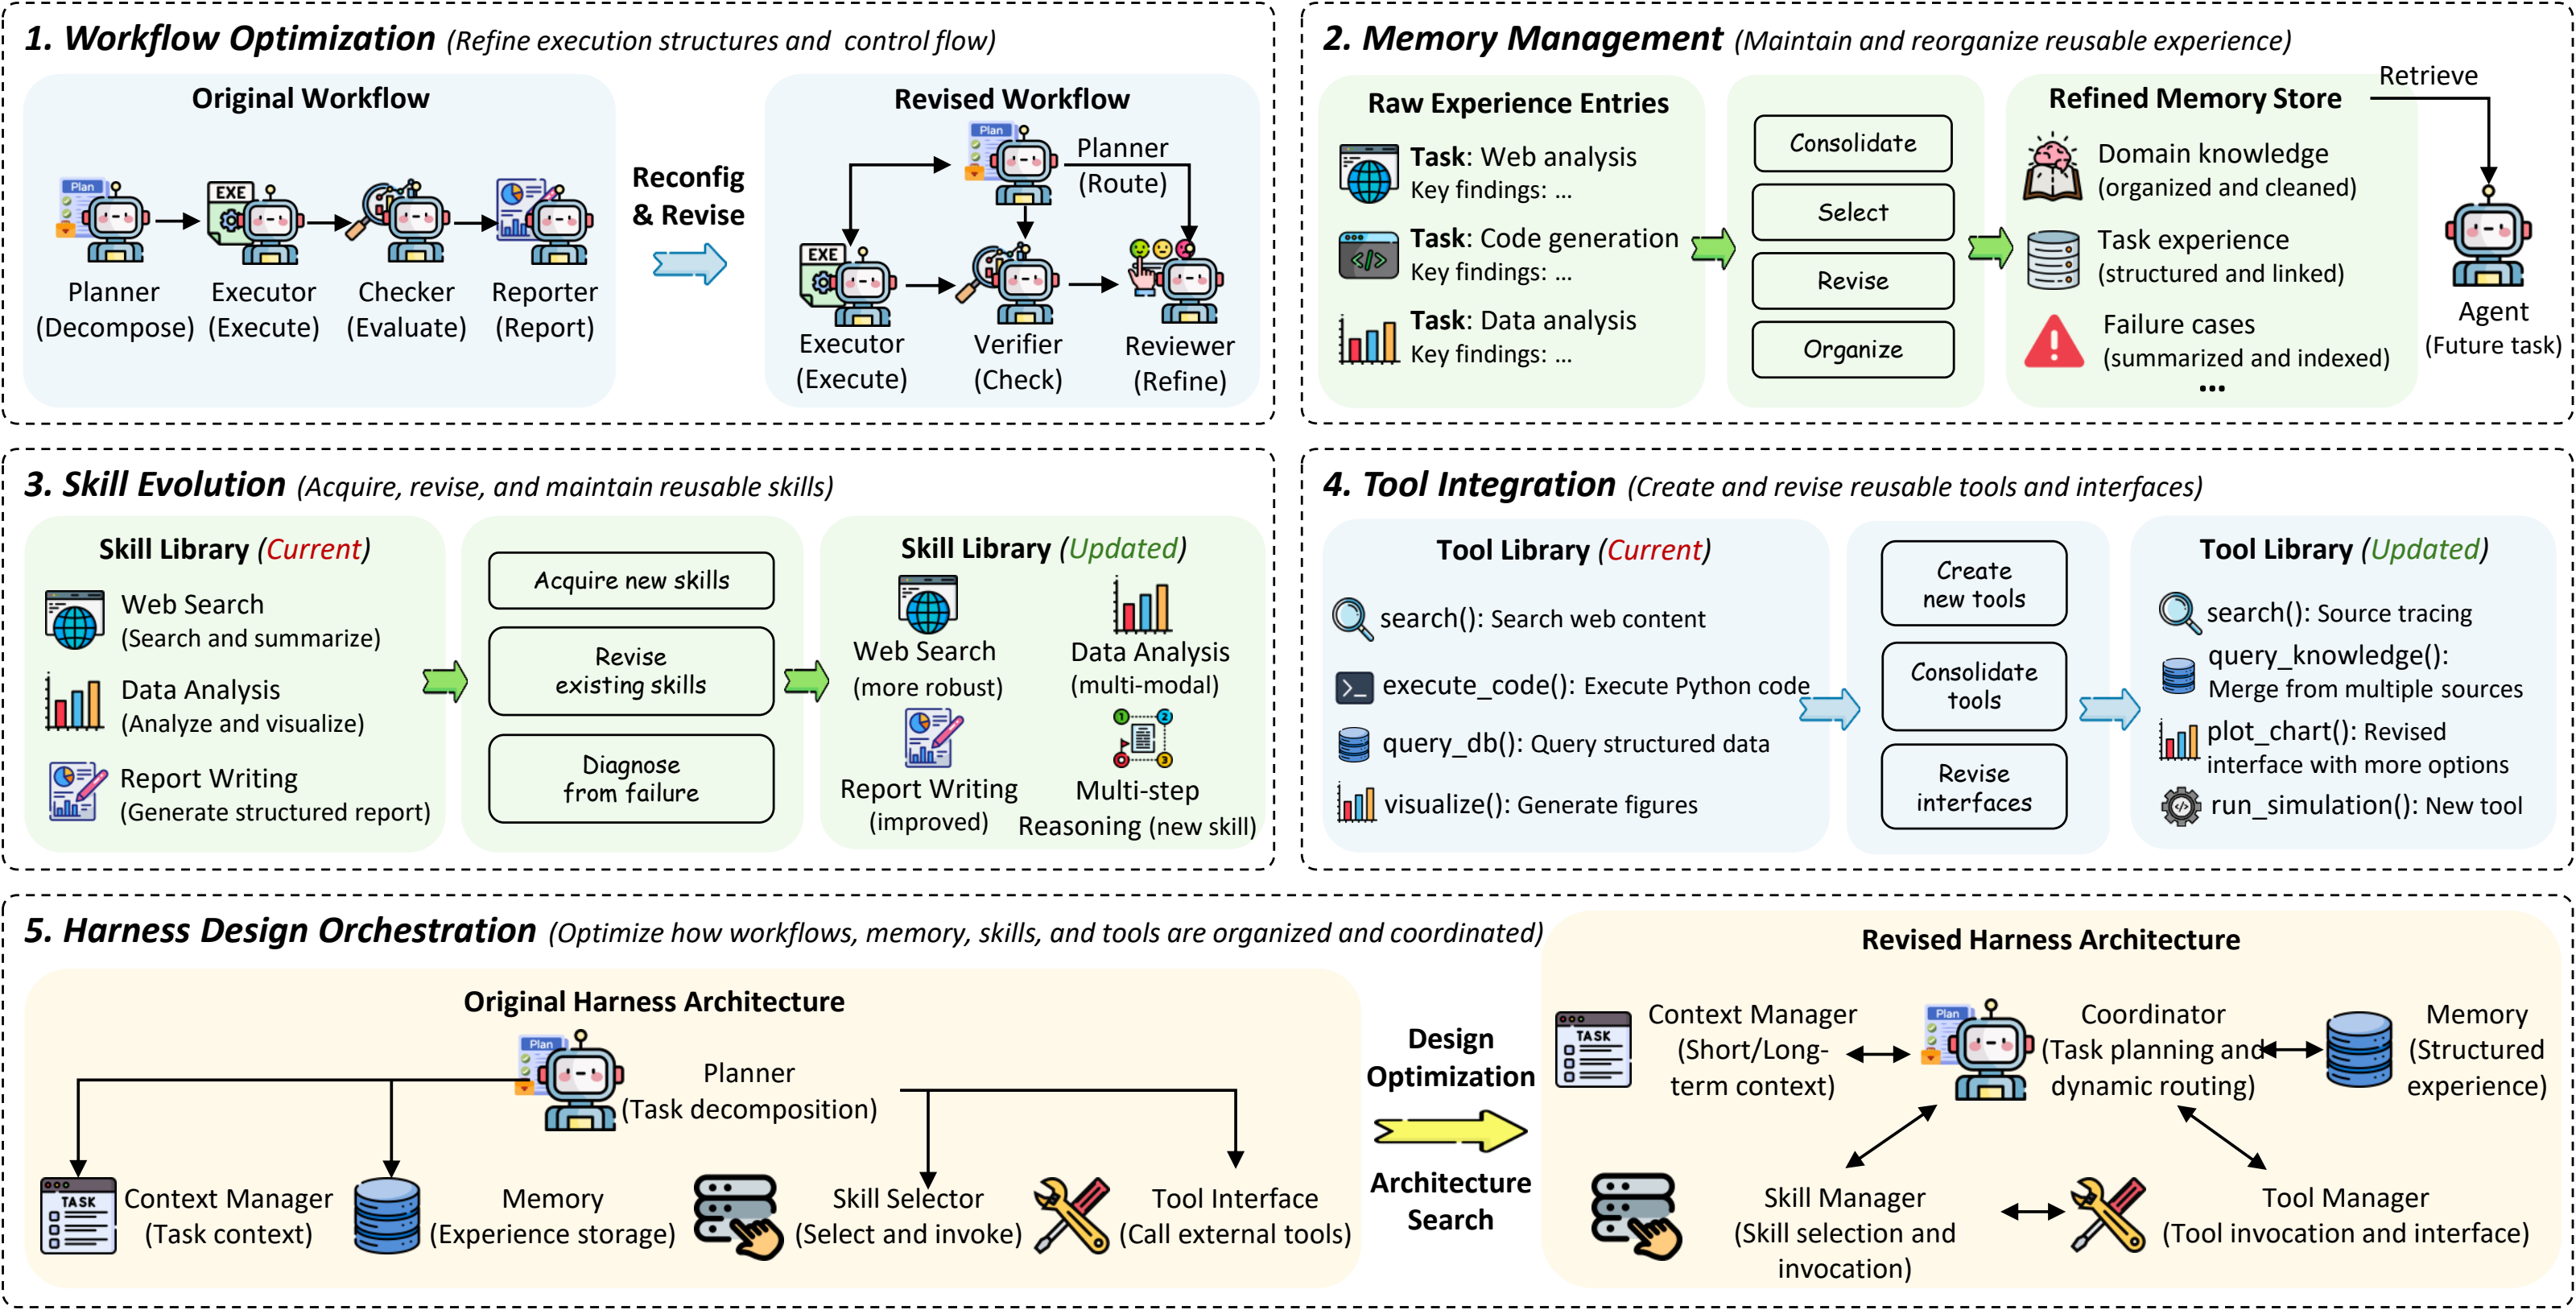 1. Workflow Optimization (Refine execution structures and control flow)
Original Workflow
Plan
EXE
Planner
(Decompose)
Executor
(Execute)
Checker
(Evaluate)
Reporter
(Report)
Reconfig
& Revise
Revised Workflow
Plan
Planner
(Route)
EXE
Executor
(Execute)
Verifier
(Check)
Reviewer
(Refine)
2. Memory Management (Maintain and reorganize reusable experience)
Raw Experience Entries
Task: Web analysis
Key findings: ...
</>
Task: Code generation
Key findings: ...
Task: Data analysis
Key findings: ...
Consolidate
Select
Revise
Organize
Refined Memory Store
Domain knowledge
(organized and cleaned)
Task experience
(structured and linked)
Failure cases
(summarized and indexed)
...
Retrieve
Agent
(Future task)
3. Skill Evolution (Acquire, revise, and maintain reusable skills)
Skill Library (Current)
Web Search
(Search and summarize)
Data Analysis
(Analyze and visualize)
Report Writing
(Generate structured report)
Acquire new skills
Revise
existing skills
Diagnose
from failure
Skill Library (Updated)
Web Search
(more robust)
Data Analysis
(multi-modal)
Report Writing
(improved)
1
2
3
Multi-step
Reasoning (new skill)
4. Tool Integration (Create and revise reusable tools and interfaces)
Tool Library (Current)
search(): Search web content
execute_code(): Execute Python code
query_db(): Query structured data
visualize(): Generate figures
Create
new tools
Consolidate
tools
Revise
interfaces
Tool Library (Updated)
search(): Source tracing
query_knowledge():
Merge from multiple sources
plot_chart(): Revised
interface with more options
</>
run_simulation(): New tool
5. Harness Design Orchestration (Optimize how workflows, memory, skills, and tools are organized and coordinated)
Original Harness Architecture
Plan
Planner
(Task decomposition)
TASK
Context Manager
(Task context)
Memory
(Experience storage)
Skill Selector
(Select and invoke)
Tool Interface
(Call external tools)
Design
Optimization
Architecture
Search
Revised Harness Architecture
TASK
Context Manager
(Short/Long-
term context)
Plan
Coordinator
(Task planning and
dynamic routing)
Memory
(Structured
experience)
Skill Manager
(Skill selection and
invocation)
Tool Manager
(Tool invocation and interface)